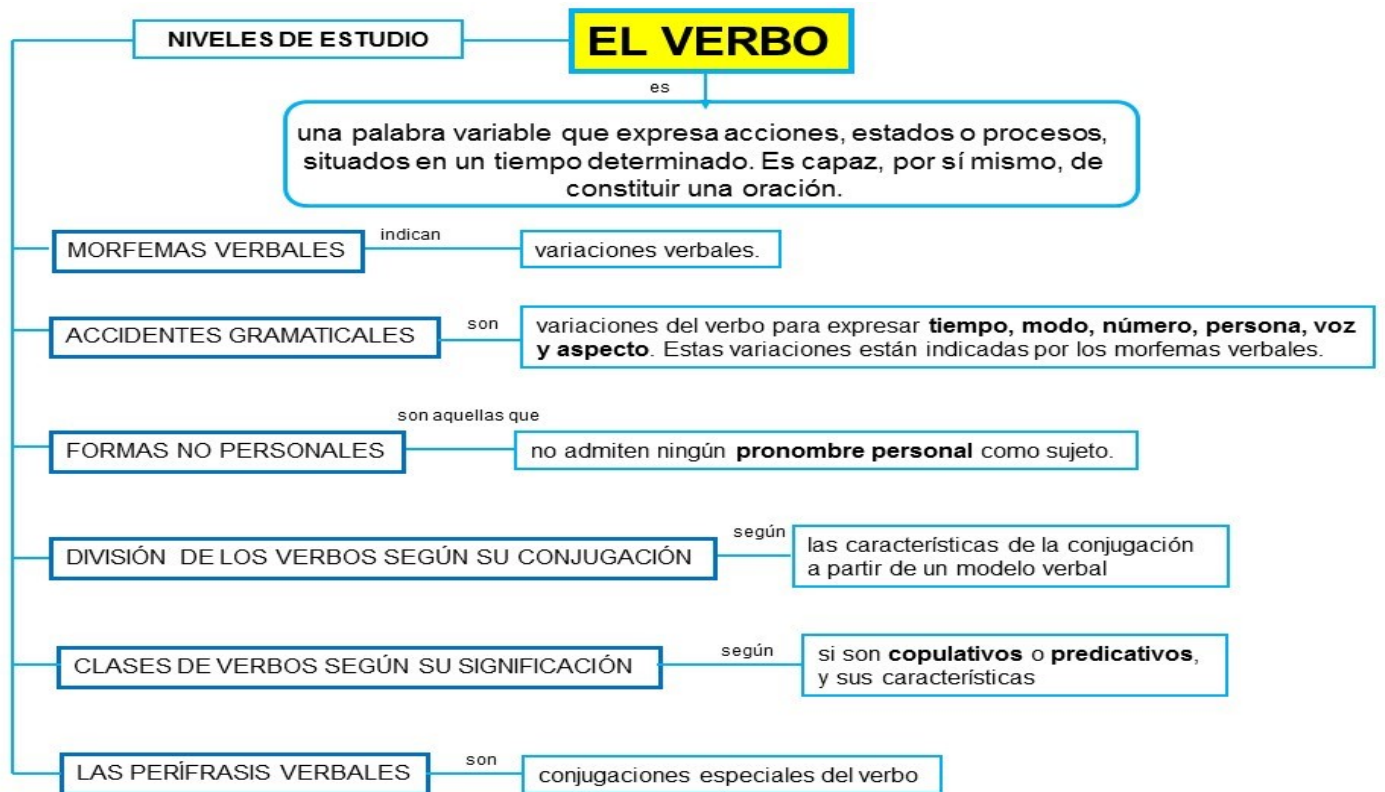 NIVELES DE ESTUDIO
EL VERBO
es
una palabra variable que expresa acciones, estados o procesos,
situados en un tiempo determinado. Es capaz, por sí mismo, de
constituir una oración.
MORFEMAS VERBALES
indican
variaciones verbales.
ACCIDENTES GRAMATICALES
son
variaciones del verbo para expresar tiempo, modo, número, persona, voz
y aspecto. Estas variaciones están indicadas por los morfemas verbales.
FORMAS NO PERSONALES
son aquellas que
no admiten ningún pronombre personal como sujeto.
DIVISIÓN DE LOS VERBOS SEGÚN SU CONJUGACIÓN
según
las características de la conjugación
a partir de un modelo verbal
CLASES DE VERBOS SEGÚN SU SIGNIFICACIÓN
según
si son copulativos o predicativos,
y sus características
LAS PERÍFRASIS VERBALES
son
conjugaciones especiales del verbo